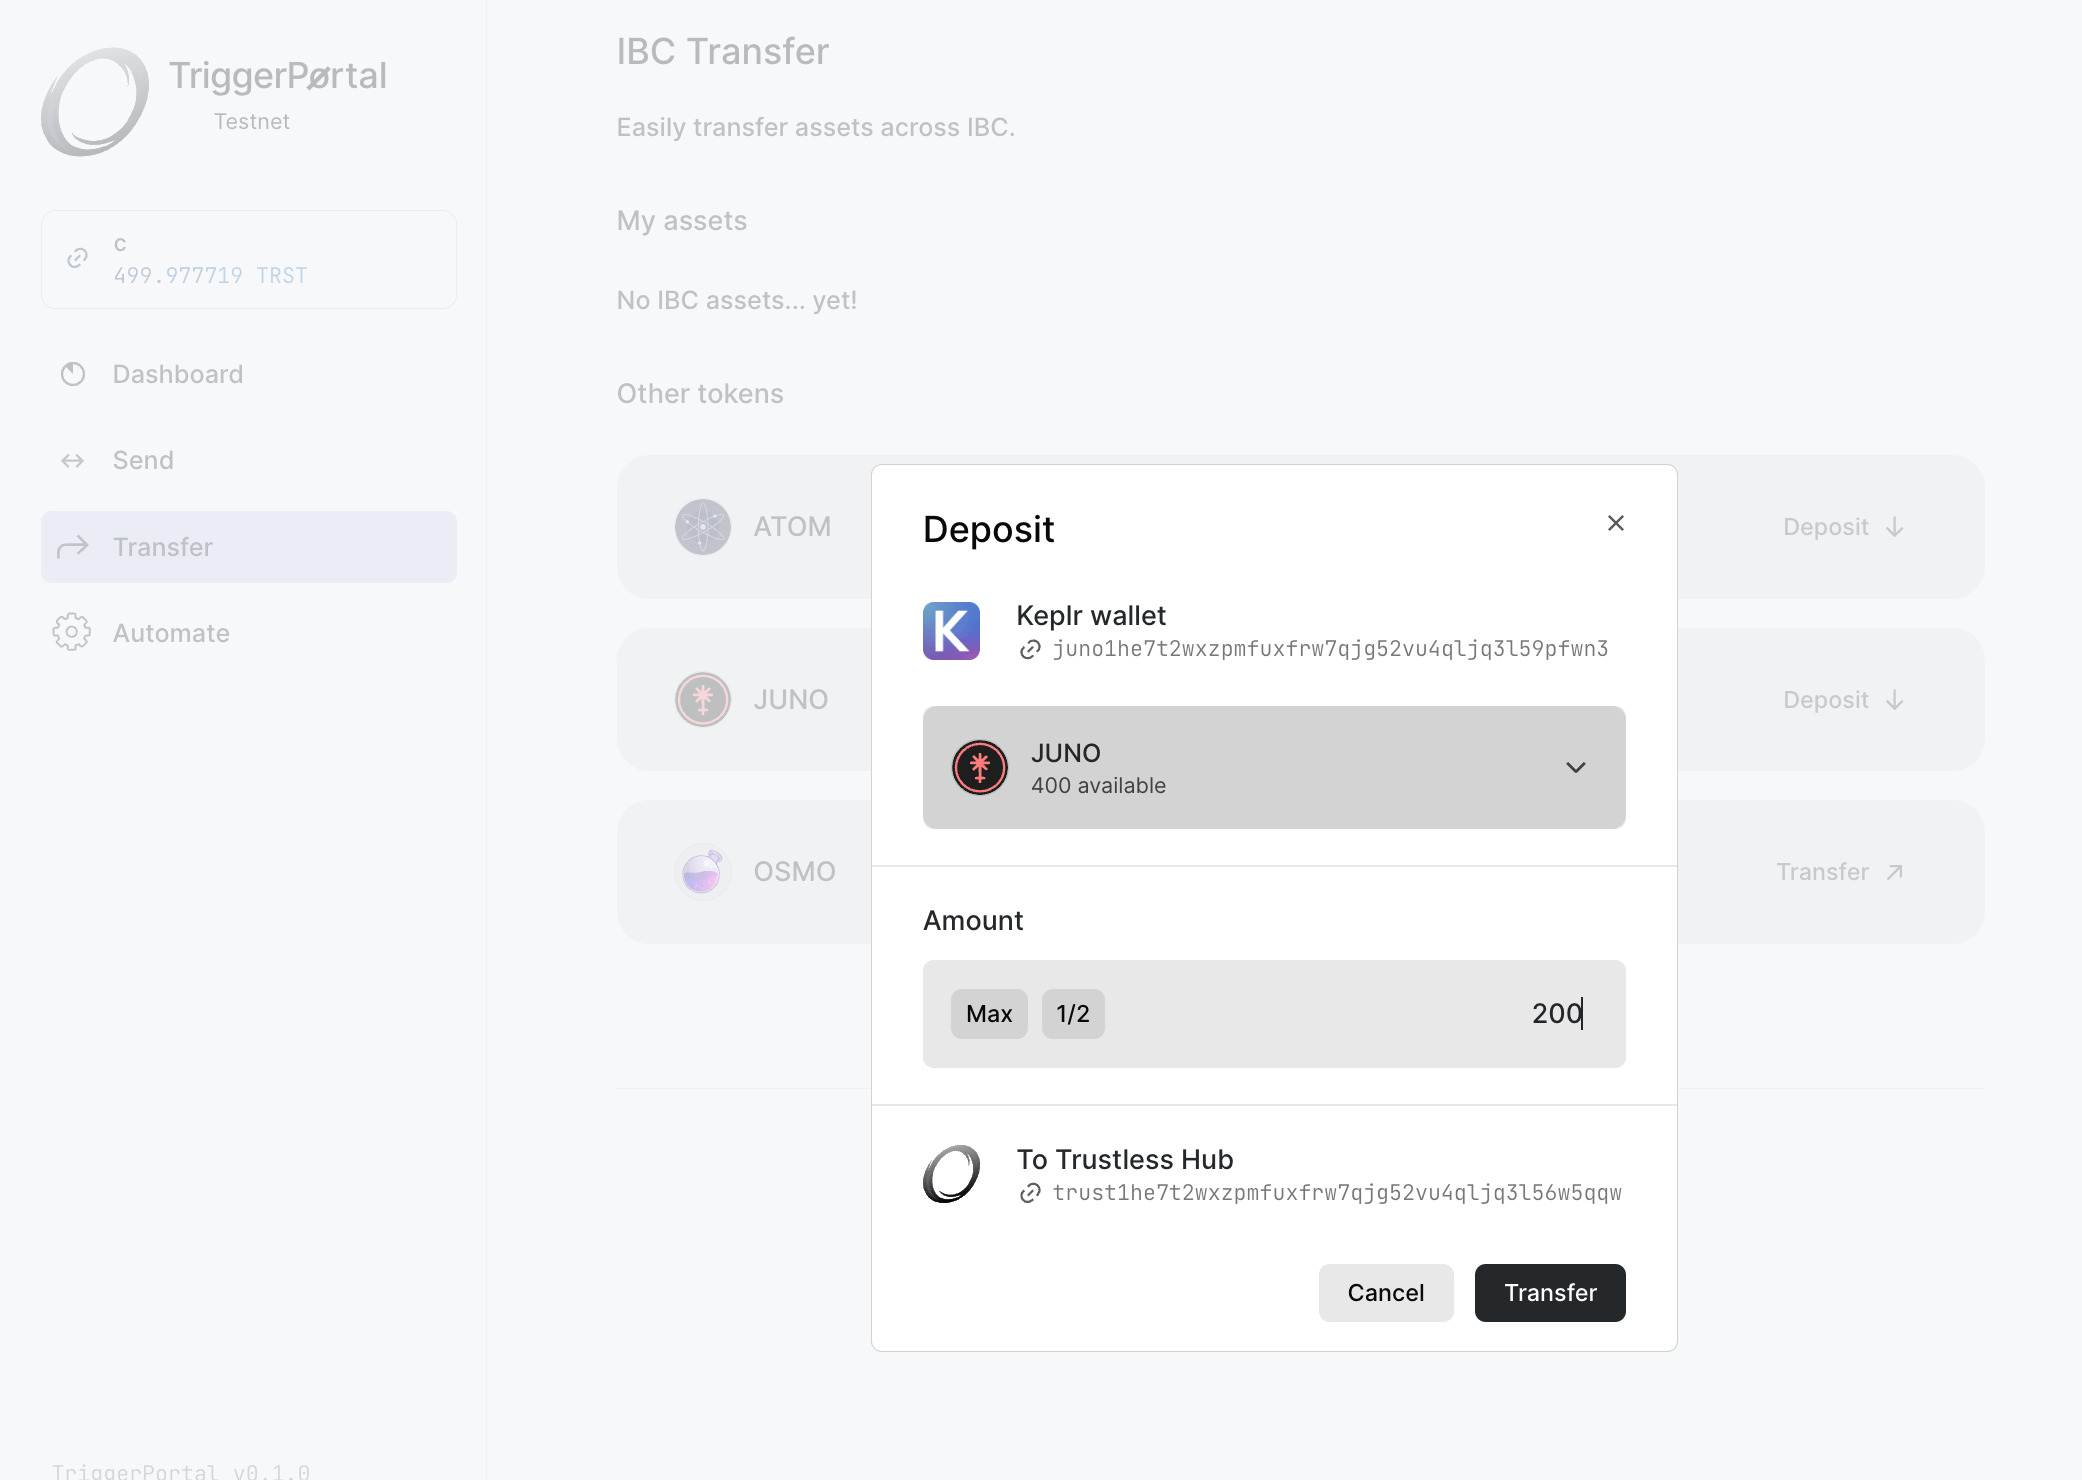 TriggerPørtal
Testnet
c
499.977719 TRST
Dashboard
Send
Transfer
Automate
TriggerPortal v0.1.0
IBC Transfer
Easily transfer assets across IBC.
My assets
No IBC assets... yet!
Other tokens
ATOM
Deposit
JUNO
Deposit
OSMO
Transfer
Deposit
K
Keplr wallet
juno1he7t2wxzpmfuxfrw7qjg52vu4qljq3l59pfwn3
JUNO
400 available
Amount
Max 1/2 200
To Trustless Hub
trust1he7t2wxzpmfuxfrw7qjg52vu4qljq3l56w5qqw
Cancel Transfer